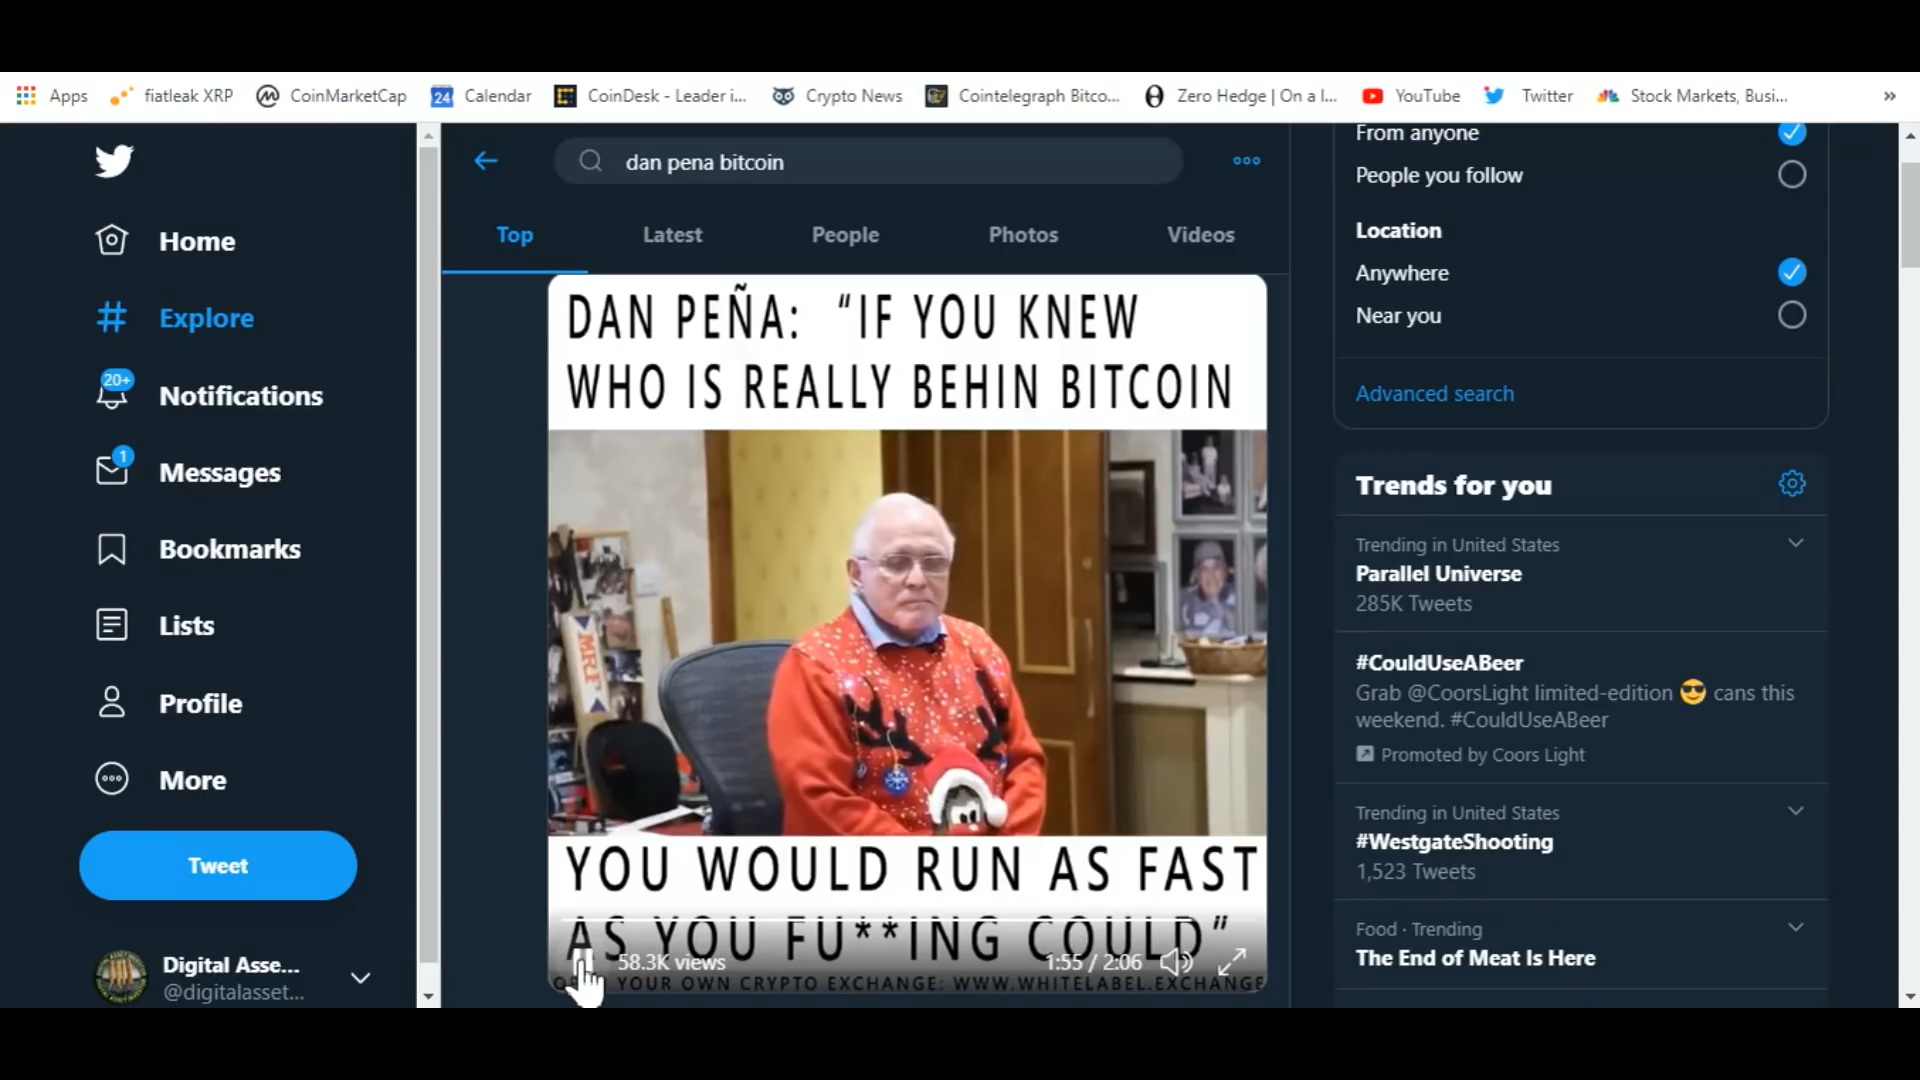 Apps
fiatleak XRP
CoinMarketCap
24
Calendar
CoinDesk - Leader i...
Crypto News
Cointelegraph Bitco...
Zero Hedge | On a l...
YouTube
Twitter
Stock Markets, Busi...
»
Home
Explore
20+
Notifications
1
Messages
Bookmarks
Lists
Profile
More
Tweet
Digital Asse...
@digitalasset...
dan pena bitcoin
Top
Latest
People
Photos
Videos
DAN PEÑA: “IF YOU KNEW
WHO IS REALLY BEHIN BITCOIN
MRF
YOU WOULD RUN AS FAST
AS YOU FU**ING COULD”
58.3K views
1:55 / 2:06
YOUR OWN CRYPTO EXCHANGE: WWW.WHITELABEL.EXCHANGE
From anyone
People you follow
Location
Anywhere
Near you
Advanced search
Trends for you
Trending in United States
Parallel Universe
285K Tweets
#CouldUseABeer
Grab @CoorsLight limited-edition 😎 cans this
weekend. #CouldUseABeer
Promoted by Coors Light
Trending in United States
#WestgateShooting
1,523 Tweets
Food · Trending
The End of Meat Is Here